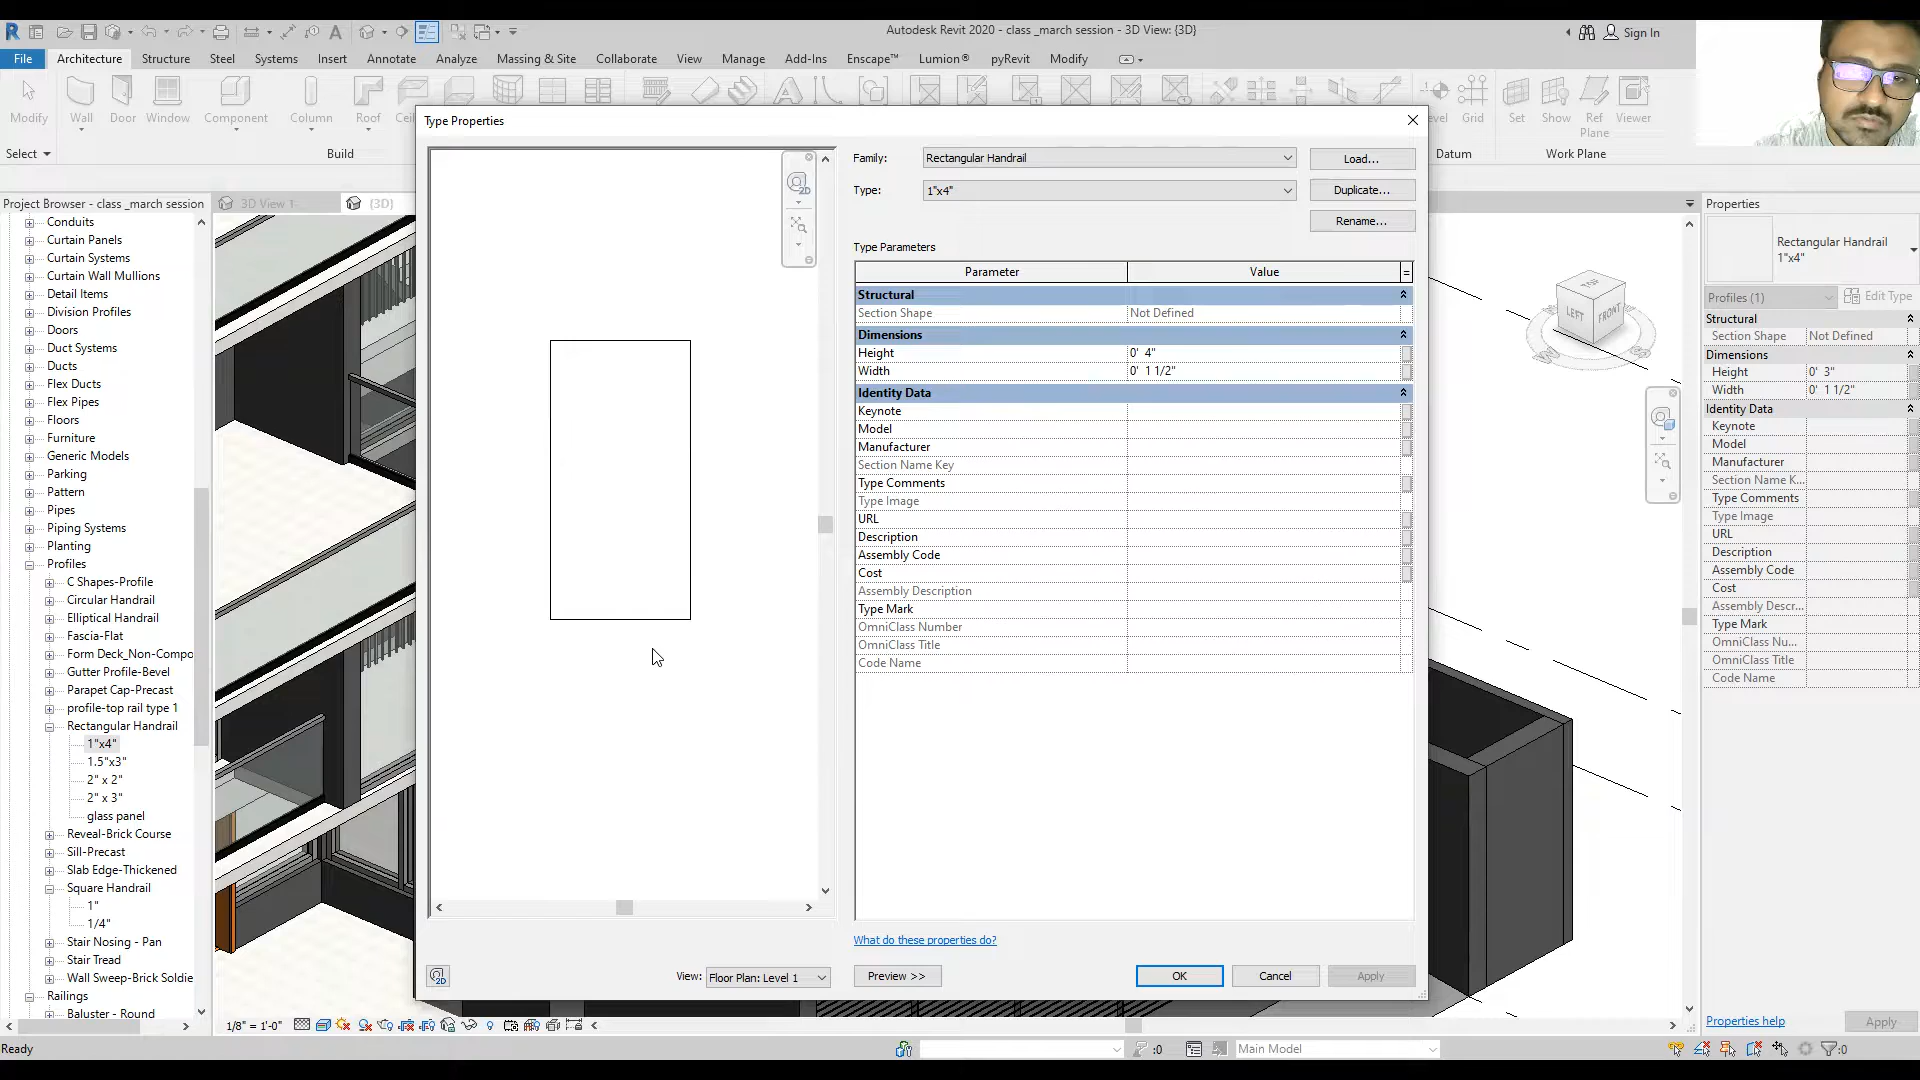 Autodesk Revit 2020 - class _march session - 3D View: {3D}
Sign In
File Architecture Structure Steel Systems Insert Annotate Analyze Massing & Site Collaborate View Manage Add-Ins Enscape™ Lumion® pyRevit Modify
Modify Wall Door Window Component Column Roof Grid Set Show Ref Plane Viewer
Select Build Datum Work Plane
Project Browser - class _march session
3D View 1
{3D}
Conduits
Curtain Panels
Curtain Systems
Curtain Wall Mullions
Detail Items
Division Profiles
Doors
Duct Systems
Ducts
Flex Ducts
Flex Pipes
Floors
Furniture
Generic Models
Parking
Pattern
Pipes
Piping Systems
Planting
Profiles
C Shapes-Profile
Circular Handrail
Elliptical Handrail
Fascia-Flat
Form Deck_Non-Compo
Gutter Profile-Bevel
Parapet Cap-Precast
profile-top rail type 1
Rectangular Handrail
1"x4"
1.5"x3"
2" x 2"
2" x 3"
glass panel
Reveal-Brick Course
Sill-Precast
Slab Edge-Thickened
Square Handrail
1"
1/4"
Stair Nosing - Pan
Stair Tread
Wall Sweep-Brick Soldie
Railings
Baluster - Round
Type Properties
Family: Rectangular Handrail Load...
Type: 1"x4" Duplicate...
Rename...
Type Parameters
Parameter Value =
Structural
Section Shape Not Defined
Dimensions
Height 0' 4"
Width 0' 1 1/2"
Identity Data
Keynote
Model
Manufacturer
Section Name Key
Type Comments
Type Image
URL
Description
Assembly Code
Cost
Assembly Description
Type Mark
OmniClass Number
OmniClass Title
Code Name
What do these properties do?
2D
2D
View: Floor Plan: Level 1 Preview >> OK Cancel Apply
TOP
LEFT
FRONT
W
Properties
Rectangular Handrail
1"x4"
Profiles (1) Edit Type
Structural
Section Shape Not Defined
Dimensions
Height 0' 3"
Width 0' 1 1/2"
Identity Data
Keynote
Model
Manufacturer
Section Name K...
Type Comments
Type Image
URL
Description
Assembly Code
Cost
Assembly Descr...
Type Mark
OmniClass Nu...
OmniClass Title
Code Name
Properties help Apply
1/8" = 1'-0"
Ready
:0
Main Model
:0